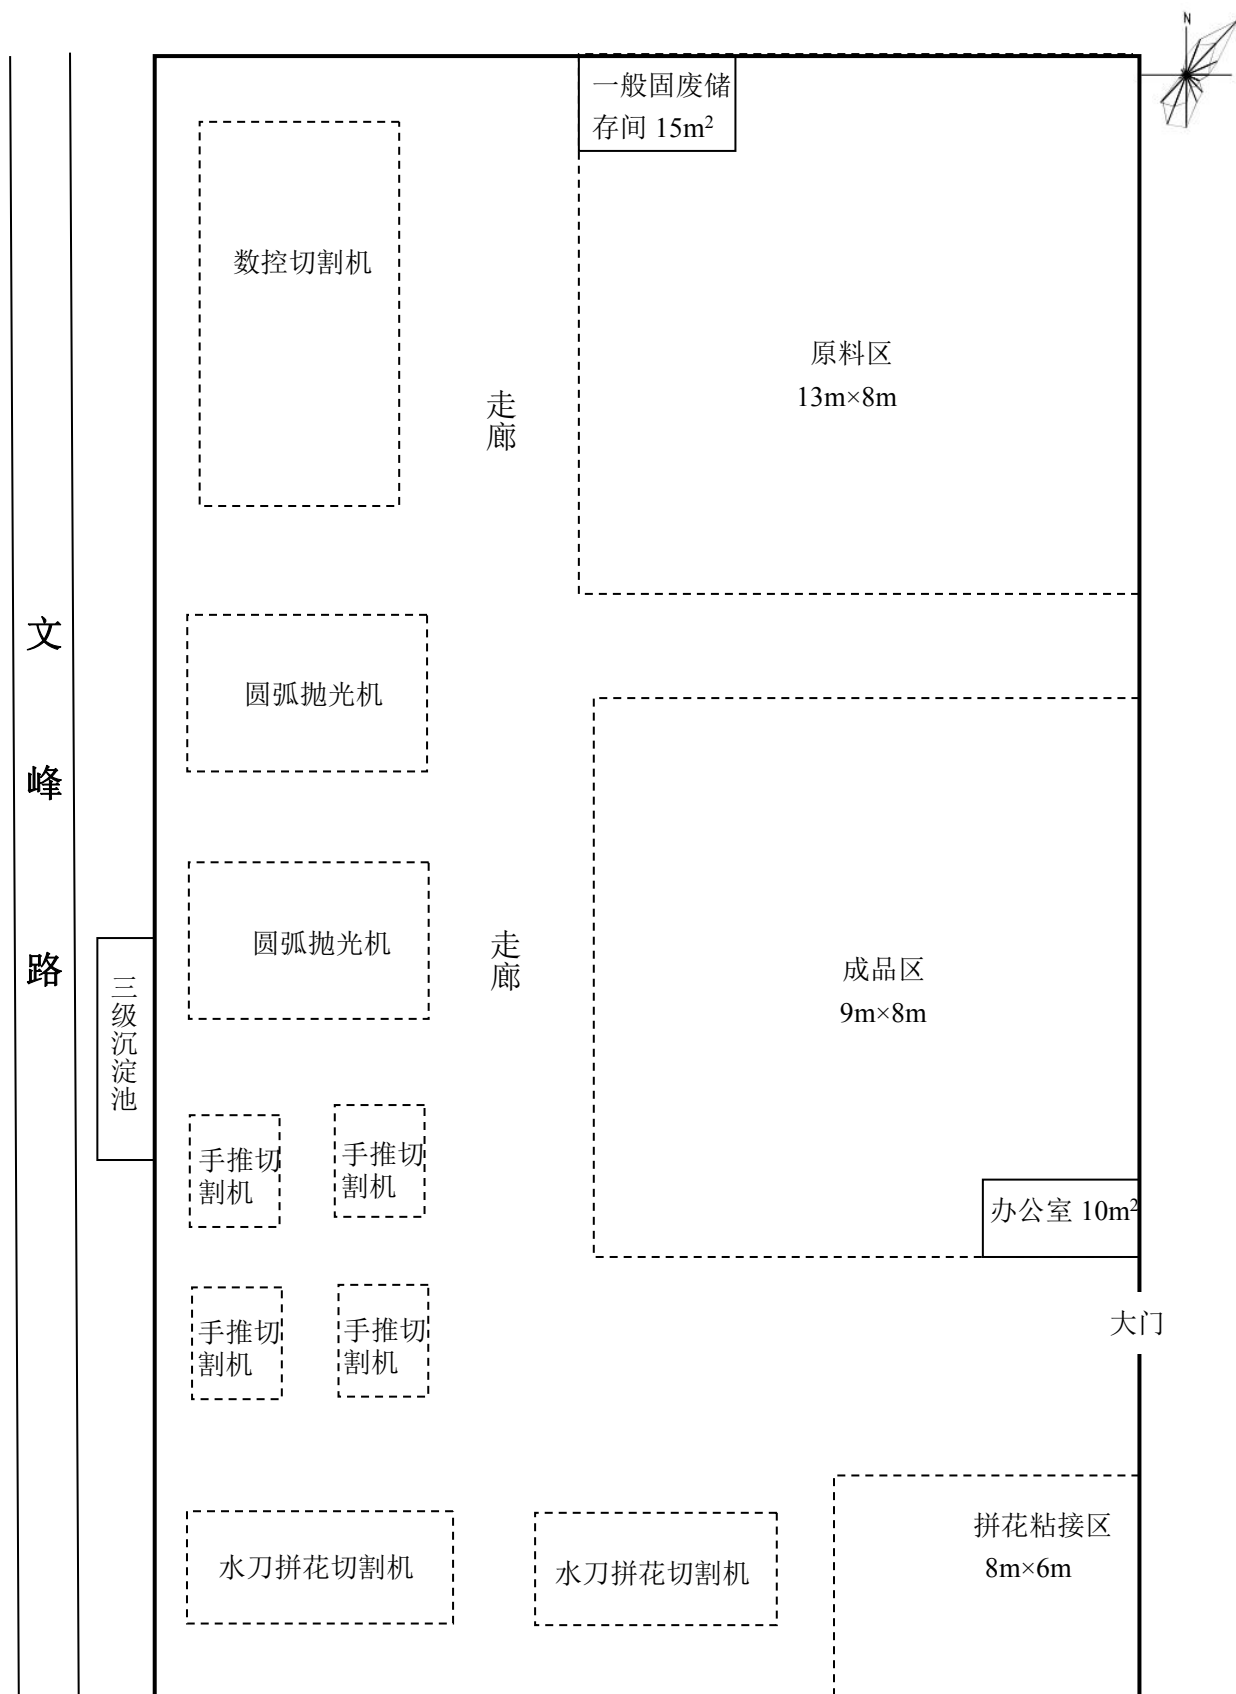 N
一般固废储
存间 15m²
数控切割机
原料区
13m×8m
走廊
文峰路
圆弧抛光机
圆弧抛光机
走廊
成品区
9m×8m
三级沉淀池
手推切
割机
手推切
割机
办公室 10m²
手推切
割机
手推切
割机
大门
水刀拼花切割机
水刀拼花切割机
拼花粘接区
8m×6m